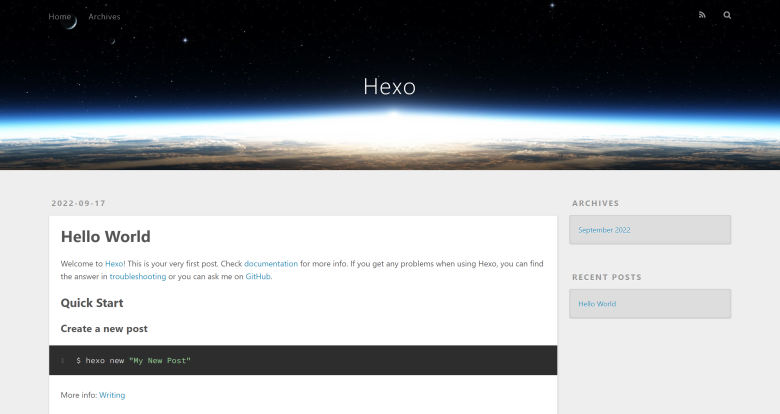 Home Archives
Hexo
2022-09-17
Hello World
Welcome to Hexo! This is your very first post. Check documentation for more info. If you get any problems when using Hexo, you can find
the answer in troubleshooting or you can ask me on GitHub.
Quick Start
Create a new post
1 $ hexo new "My New Post"
More info: Writing
ARCHIVES
September 2022
RECENT POSTS
Hello World